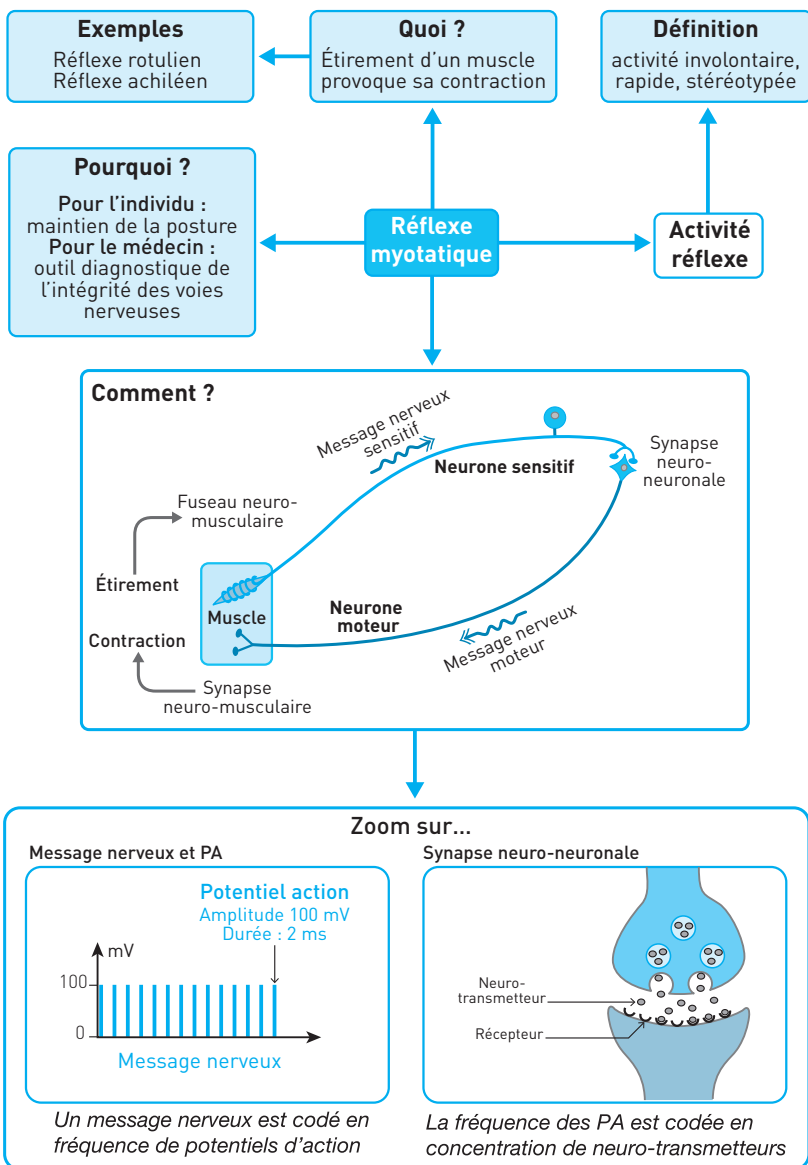 Exemples
Réflexe rotulien
Réflexe achiléen
Quoi ?
Étirement d'un muscle
provoque sa contraction
Définition
activité involontaire,
rapide, stéréotypée
Pourquoi ?
Pour l'individu :
maintien de la posture
Pour le médecin :
outil diagnostique de
l'intégrité des voies
nerveuses
Réflexe
myotatique
Activité
réflexe
Comment ?
Message nerveux
sensitif
Neurone sensitif
Synapse
neuro-
neuronale
Fuseau neuro-
musculaire
Étirement
Muscle
Neurone
moteur
Contraction
Message nerveux
moteur
Synapse
neuro-musculaire
Zoom sur...
Message nerveux et PA
Potentiel action
Amplitude 100 mV
Durée : 2 ms
mV
100
0
Message nerveux
Un message nerveux est codé en
fréquence de potentiels d'action
Synapse neuro-neuronale
Neuro-
transmetteur
Récepteur
La fréquence des PA est codée en
concentration de neuro-transmetteurs